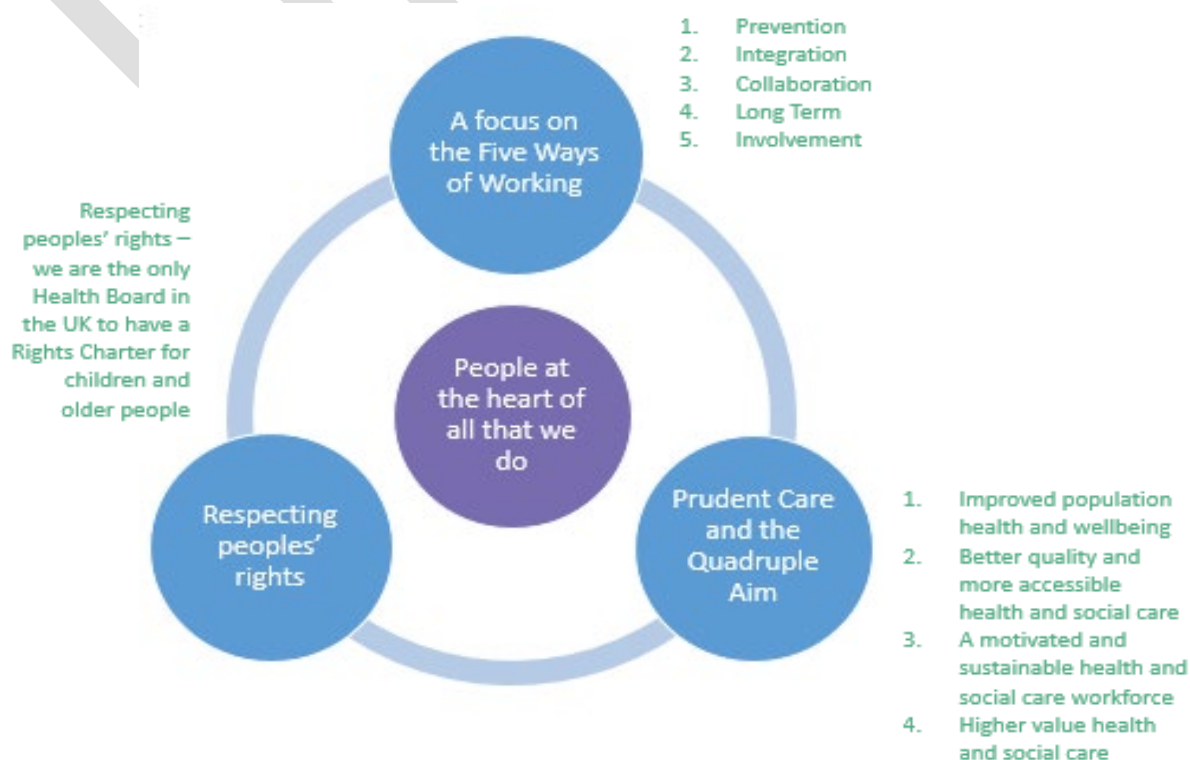 1. Prevention
2. Integration
3. Collaboration
4. Long Term
5. Involvement
A focus on
the Five Ways
of Working
Respecting
peoples' rights –
we are the only
Health Board in
the UK to have a
Rights Charter for
children and
older people
People at
the heart of
all that we
do
Respecting
peoples'
rights
Prudent Care
and the
Quadruple
Aim
1. Improved population
health and wellbeing
2. Better quality and
more accessible
health and social care
3. A motivated and
sustainable health and
social care workforce
4. Higher value health
and social care